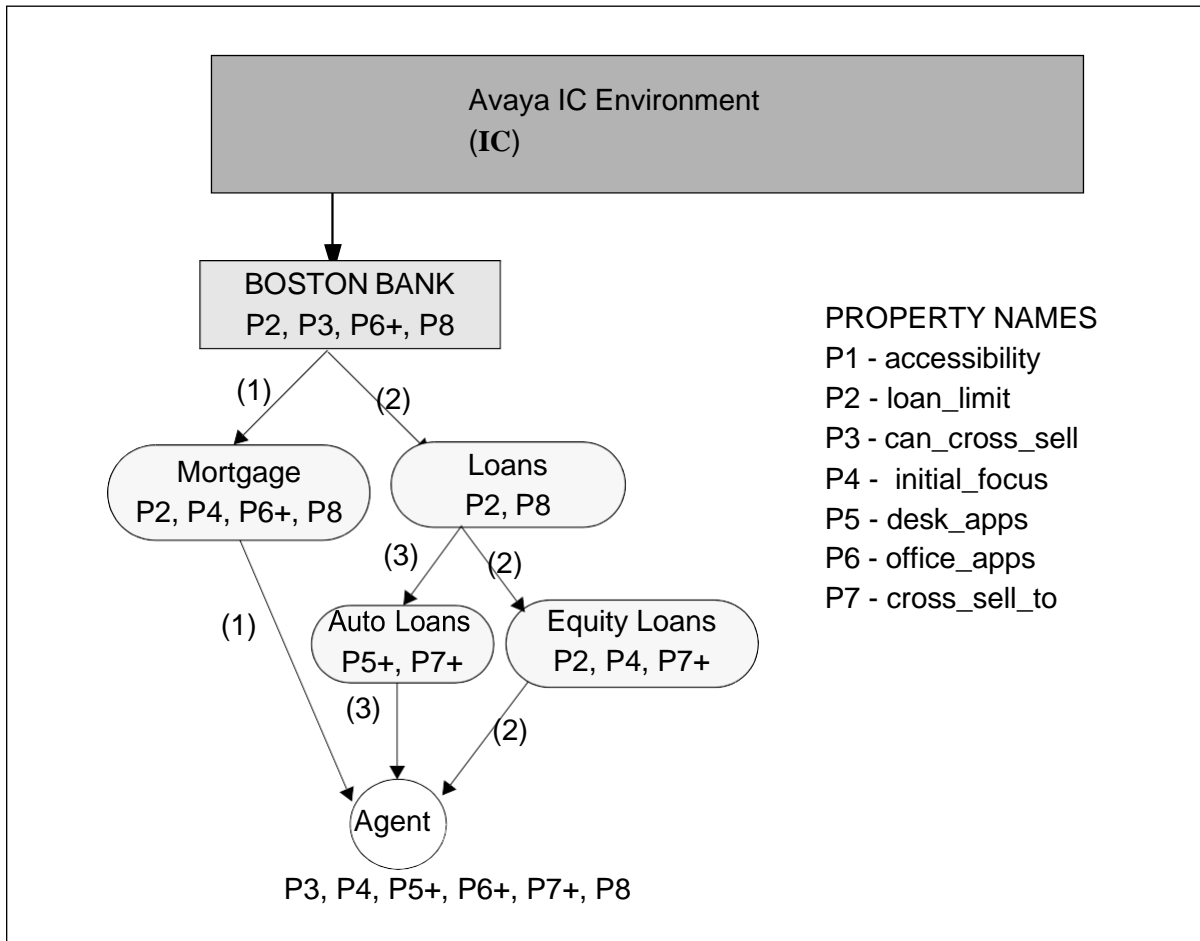 Avaya IC Environment
(IC)
BOSTON BANK
P2, P3, P6+, P8
(1)
(2)
Mortgage
P2, P4, P6+, P8
Loans
P2, P8
(3)
(2)
(1)
Auto Loans
P5+, P7+
Equity Loans
P2, P4, P7+
(3)
(2)
Agent
P3, P4, P5+, P6+, P7+, P8
PROPERTY NAMES
P1 - accessibility
P2 - loan_limit
P3 - can_cross_sell
P4 - initial_focus
P5 - desk_apps
P6 - office_apps
P7 - cross_sell_to